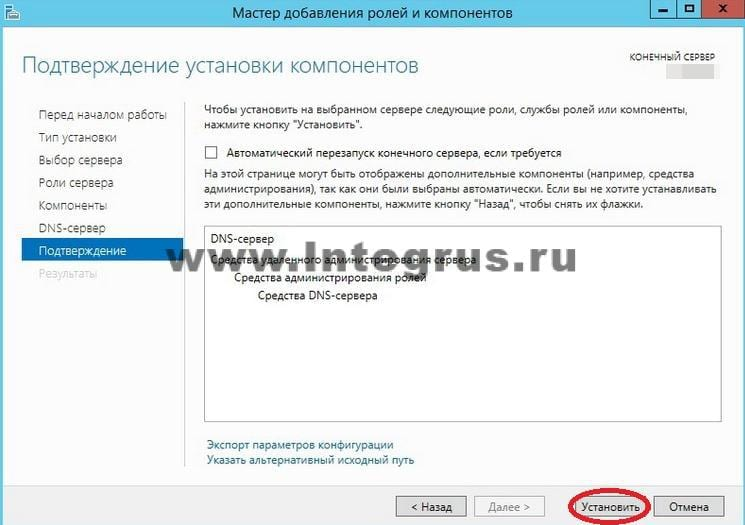 Мастер добавления ролей и компонентов
Подтверждение установки компонентов
КОНЕЧНЫЙ СЕРВЕР
Перед началом работы
Тип установки
Выбор сервера
Роли сервера
Компоненты
DNS-сервер
Подтверждение
Результаты
Чтобы установить на выбранном сервере следующие роли, службы ролей или компоненты,
нажмите кнопку "Установить".
Автоматический перезапуск конечного сервера, если требуется
На этой странице могут быть отображены дополнительные компоненты (например, средства
администрирования), так как они были выбраны автоматически. Если вы не хотите устанавливать
эти дополнительные компоненты, нажмите кнопку "Назад", чтобы снять их флажки.
DNS-сервер
Средства удаленного администрирования сервера
Средства администрирования ролей
Средства DNS-сервера
www.Integrus.ru
Экспорт параметров конфигурации
Указать альтернативный исходный путь
< Назад
Далее >
Установить
Отмена